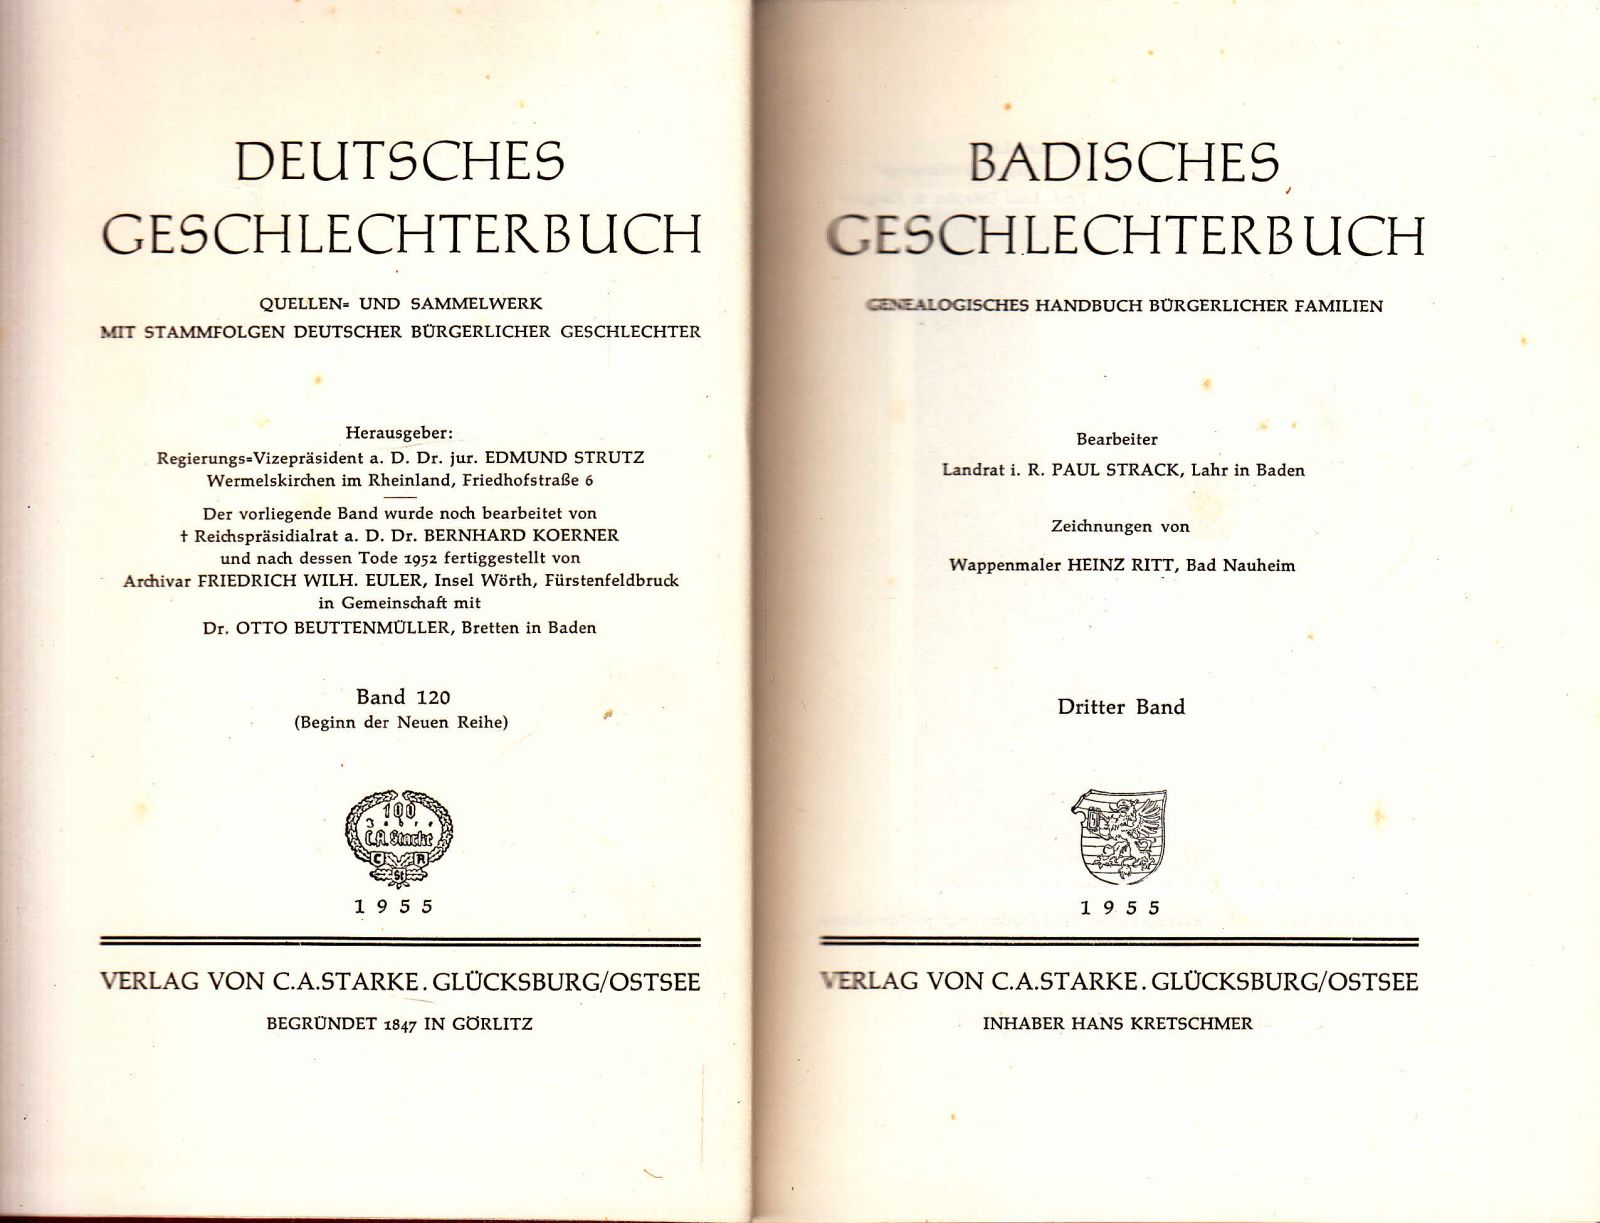 DEUTSCHES
GESCHLECHTERBUCH
QUELLEN= UND SAMMELWERK
MIT STAMMFOLGEN DEUTSCHER BÜRGERLICHER GESCHLECHTER
Herausgeber:
Regierungs=Vizepräsident a. D. Dr. jur. EDMUND STRUTZ
Wermelskirchen im Rheinland, Friedhofstraße 6
Der vorliegende Band wurde noch bearbeitet von
† Reichspräsidialrat a. D. Dr. BERNHARD KOERNER
und nach dessen Tode 1952 fertiggestellt von
Archivar FRIEDRICH WILH. EULER, Insel Wörth, Fürstenfeldbruck
in Gemeinschaft mit
Dr. OTTO BEUTTENMÜLLER, Bretten in Baden
Band 120
(Beginn der Neuen Reihe)
100
C.A. Starke
C A
St
1955
VERLAG VON C.A.STARKE. GLÜCKSBURG/OSTSEE
BEGRÜNDET 1847 IN GÖRLITZ
BADISCHES
GESCHLECHTERBUCH
GENEALOGISCHES HANDBUCH BÜRGERLICHER FAMILIEN
Bearbeiter
Landrat i. R. PAUL STRACK, Lahr in Baden
Zeichnungen von
Wappenmaler HEINZ RITT, Bad Nauheim
Dritter Band
1955
VERLAG VON C.A.STARKE. GLÜCKSBURG/OSTSEE
INHABER HANS KRETSCHMER